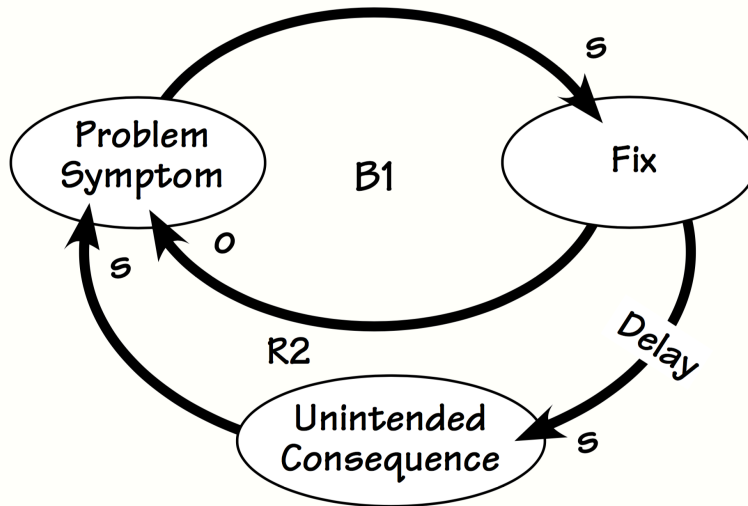 s
Problem
Symptom
B1
Fix
o
s
R2
Delay
Unintended
Consequence
s